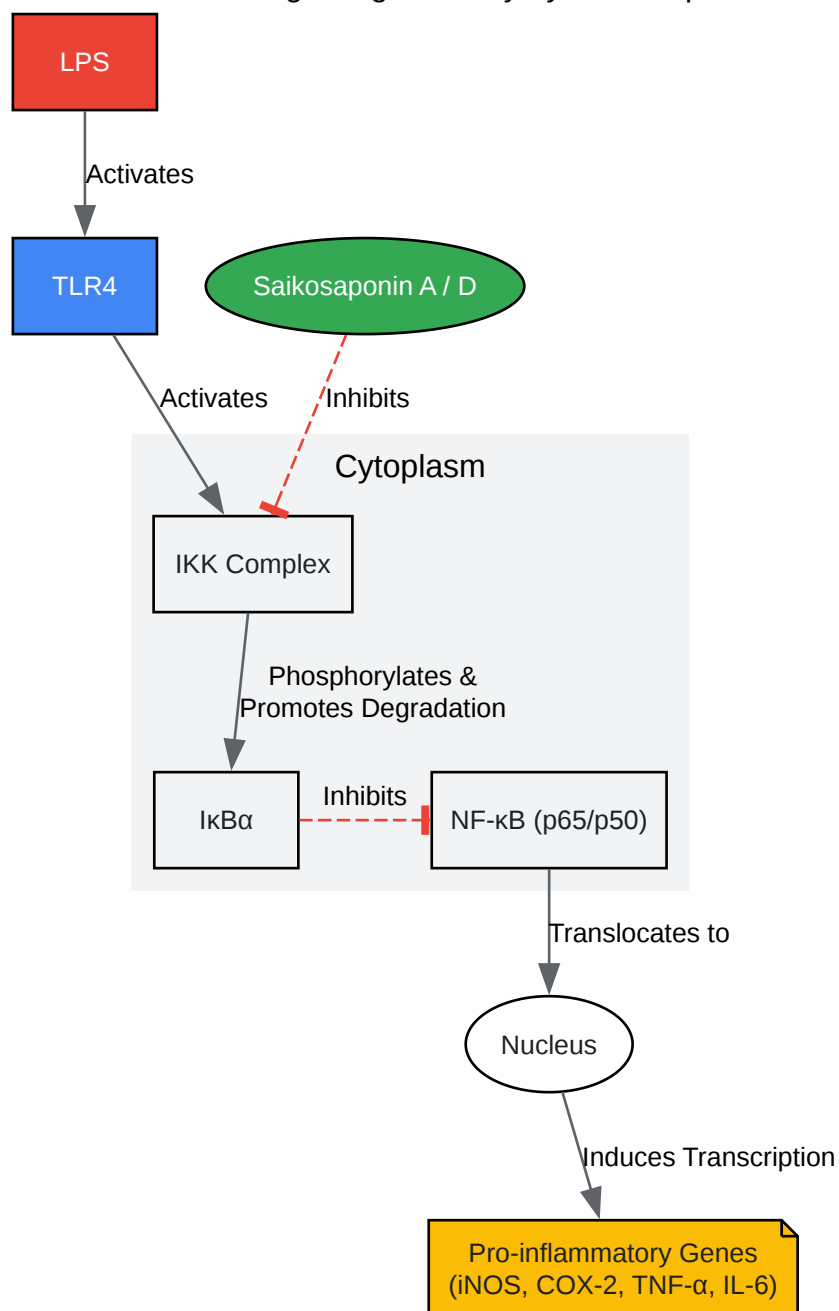 LPS
Activates
TLR4
Saikosaponin A / D
Activates
Inhibits
Cytoplasm
IKK Complex
Phosphorylates &
Promotes Degradation
IκBα
Inhibits
NF-κB (p65/p50)
Translocates to
Nucleus
Induces Transcription
Pro-inflammatory Genes
(iNOS, COX-2, TNF-α, IL-6)